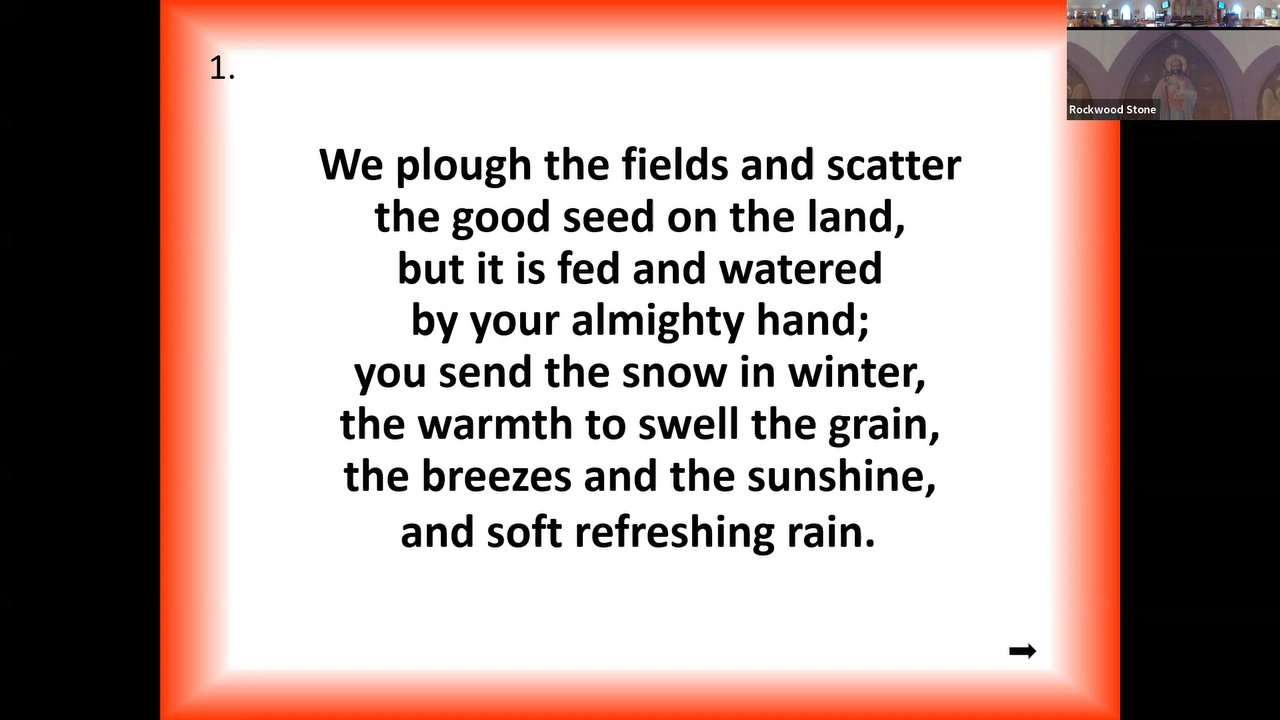 1.
We plough the fields and scatter
the good seed on the land,
but it is fed and watered
by your almighty hand;
you send the snow in winter,
the warmth to swell the grain,
the breezes and the sunshine,
and soft refreshing rain.
Rockwood Stone